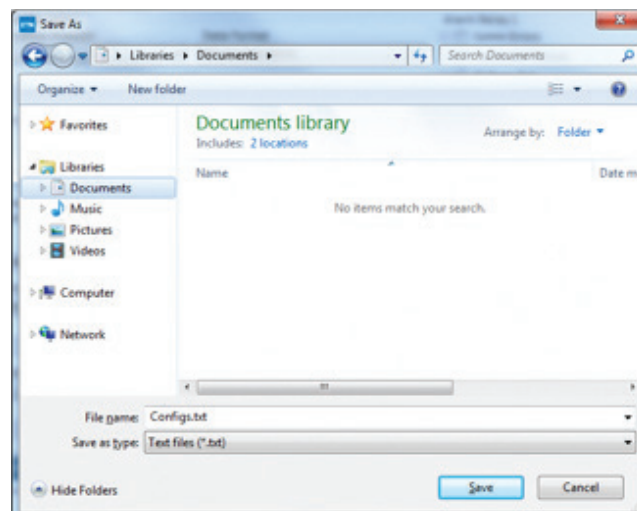 Save As
Libraries Documents
Search Documents
Organize New folder
Favorites
Libraries
Documents
Music
Pictures
Videos
Computer
Network
Documents library
Includes: 2 locations
Arrange by: Folder
Name Date m
No items match your search.
File name: Configs.txt
Save as type: Text files (*.txt)
Hide Folders
Save
Cancel